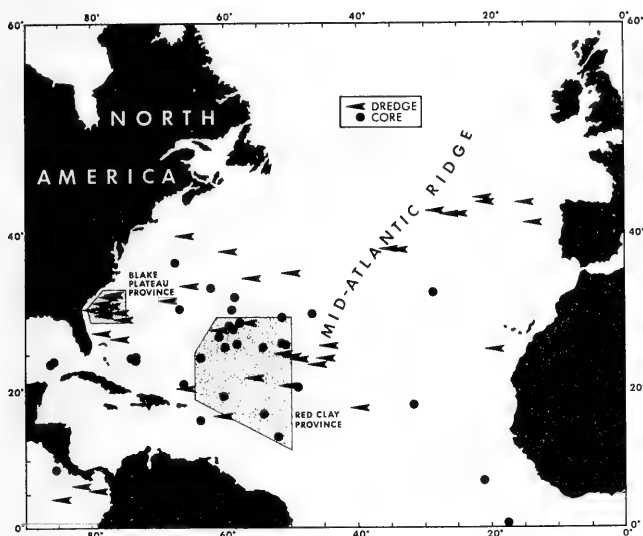 80° 60° 40° 20° 0°
60° 60°
DREDGE
CORE
NORTH
AMERICA
MID-ATLANTIC RIDGE
40° 40°
BLAKE
PLATEAU
PROVINCE
20° 20°
RED CLAY
PROVINCE
0° 0°
80° 60° 40° 20° 0°